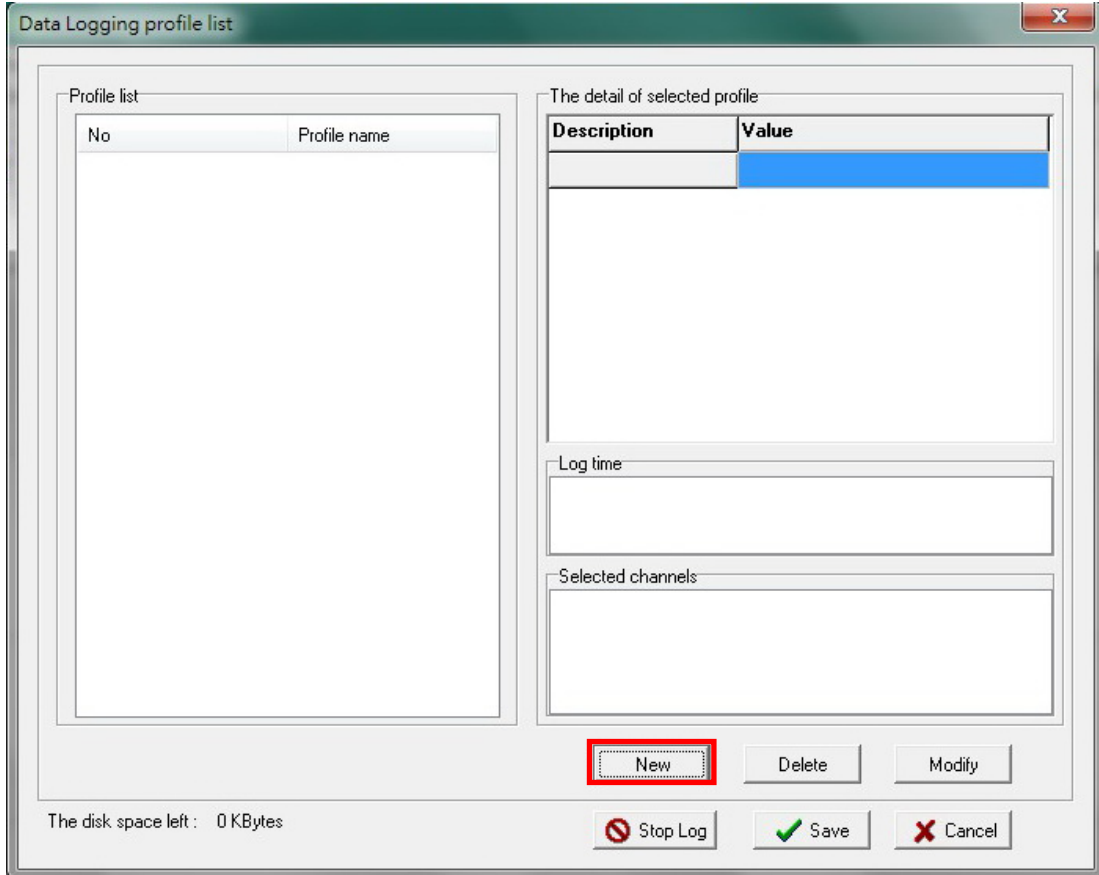 Data Logging profile list
x
Profile list
No Profile name
The detail of selected profile
Description Value
Log time
Selected channels
New Delete Modify
The disk space left : 0 KBytes
Stop Log Save Cancel